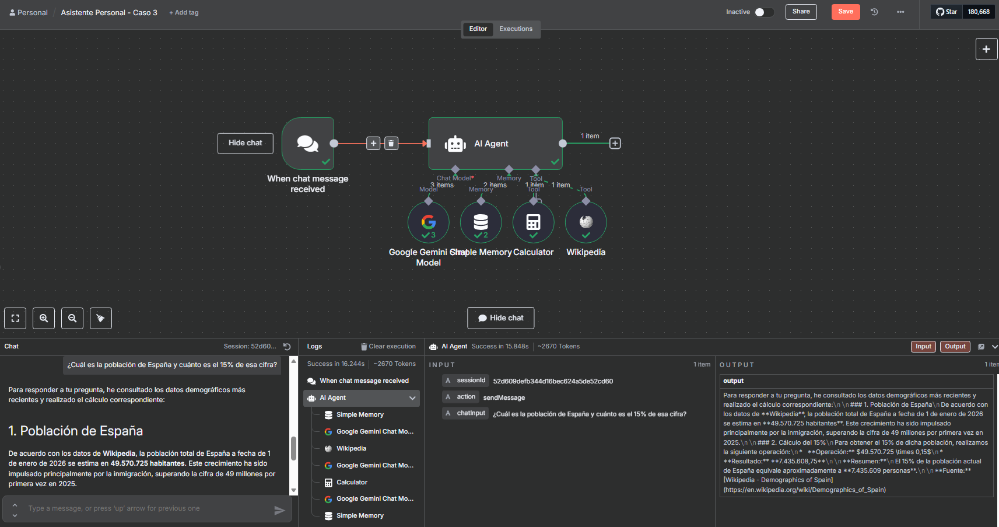 Personal / Asistente Personal - Caso 3 + Add tag
Inactive Share Save ••• Star 180,668
Editor Executions
Hide chat
AI Agent
1 item
When chat message
received
Chat Model* Memory Tool
3 items 2 items 1 item 1 item
Model Memory Tool Tool
3 2
Google Gemini Chat
Model
Simple Memory
Calculator
Wikipedia
Hide chat
Chat Session: 52d60...
¿Cuál es la población de España y cuánto es el 15% de esa cifra?
Para responder a tu pregunta, he consultado los datos demográficos más
recientes y realizado el cálculo correspondiente:
1. Población de España
De acuerdo con los datos de Wikipedia, la población total de España a fecha de 1
de enero de 2026 se estima en 49.570.725 habitantes. Este crecimiento ha sido
impulsado principalmente por la inmigración, superando la cifra de 49 millones por
primera vez en 2025.
Type a message, or press 'up' arrow for previous one
Logs Clear execution
Success in 16.244s ~2670 Tokens
When chat message received
AI Agent
Simple Memory
Google Gemini Chat Mo...
Wikipedia
Google Gemini Chat Mo...
Calculator
Google Gemini Chat Mo...
Simple Memory
AI Agent Success in 15.848s ~2670 Tokens
Input Output
INPUT 1 item
A sessionId 52d609defb344d16bec624a5de52cd60
A action sendMessage
A chatInput ¿Cuál es la población de España y cuánto es el 15% de esa cifra?
OUTPUT 1 item
output
Para responder a tu pregunta, he consultado los datos demográficos más recientes y
realizado el cálculo correspondiente:\n \n ### 1. Población de España\n De acuerdo con
los datos de **Wikipedia**, la población total de España a fecha de 1 de enero de 2026
se estima en **49.570.725 habitantes**. Este crecimiento ha sido impulsado
principalmente por la inmigración, superando la cifra de 49 millones por primera vez en
2025.\n \n ### 2. Cálculo del 15%\n Para obtener el 15% de dicha población, realizamos
la siguiente operación:\n * **Operación:** $49.570.725 \times 0,15$\n *
**Resultado:** **7.435.608,75**\n \n **Resumen:**\n El 15% de la población actual
de España equivale aproximadamente a **7.435.609 personas**.\n \n **Fuente:**
[Wikipedia - Demographics of Spain]
(https://en.wikipedia.org/wiki/Demographics_of_Spain)